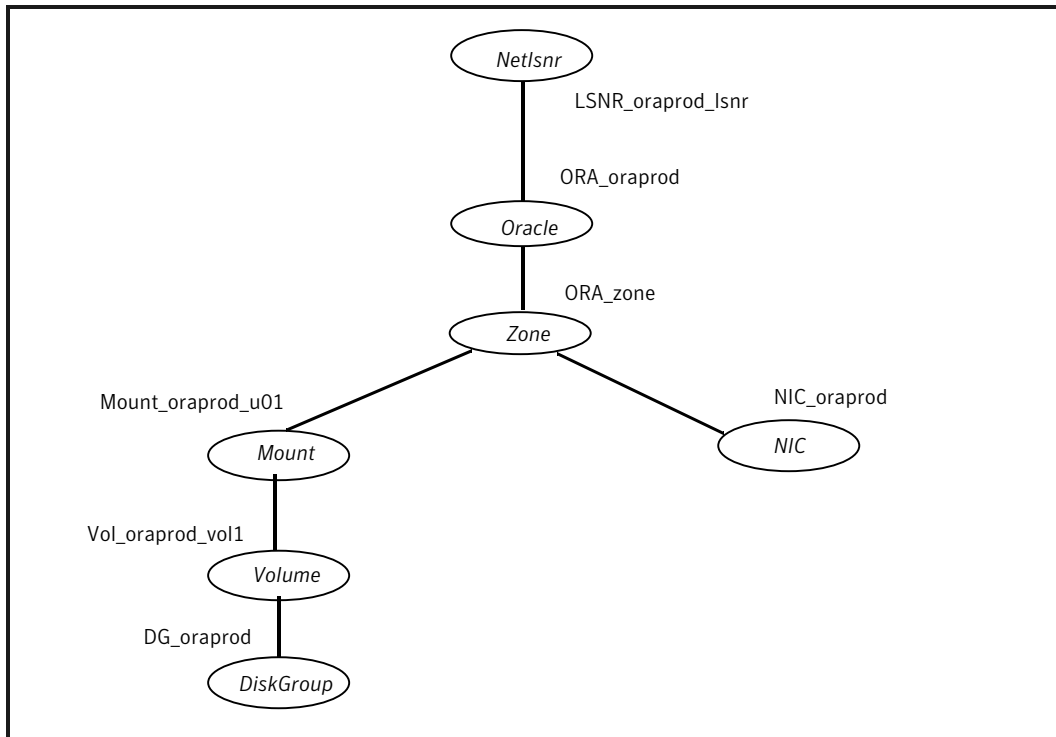 Netlsnr
LSNR_oraprod_lsnr
ORA_oraprod
Oracle
ORA_zone
Zone
NIC_oraprod
Mount_oraprod_u01
NIC
Mount
Vol_oraprod_vol1
Volume
DG_oraprod
DiskGroup